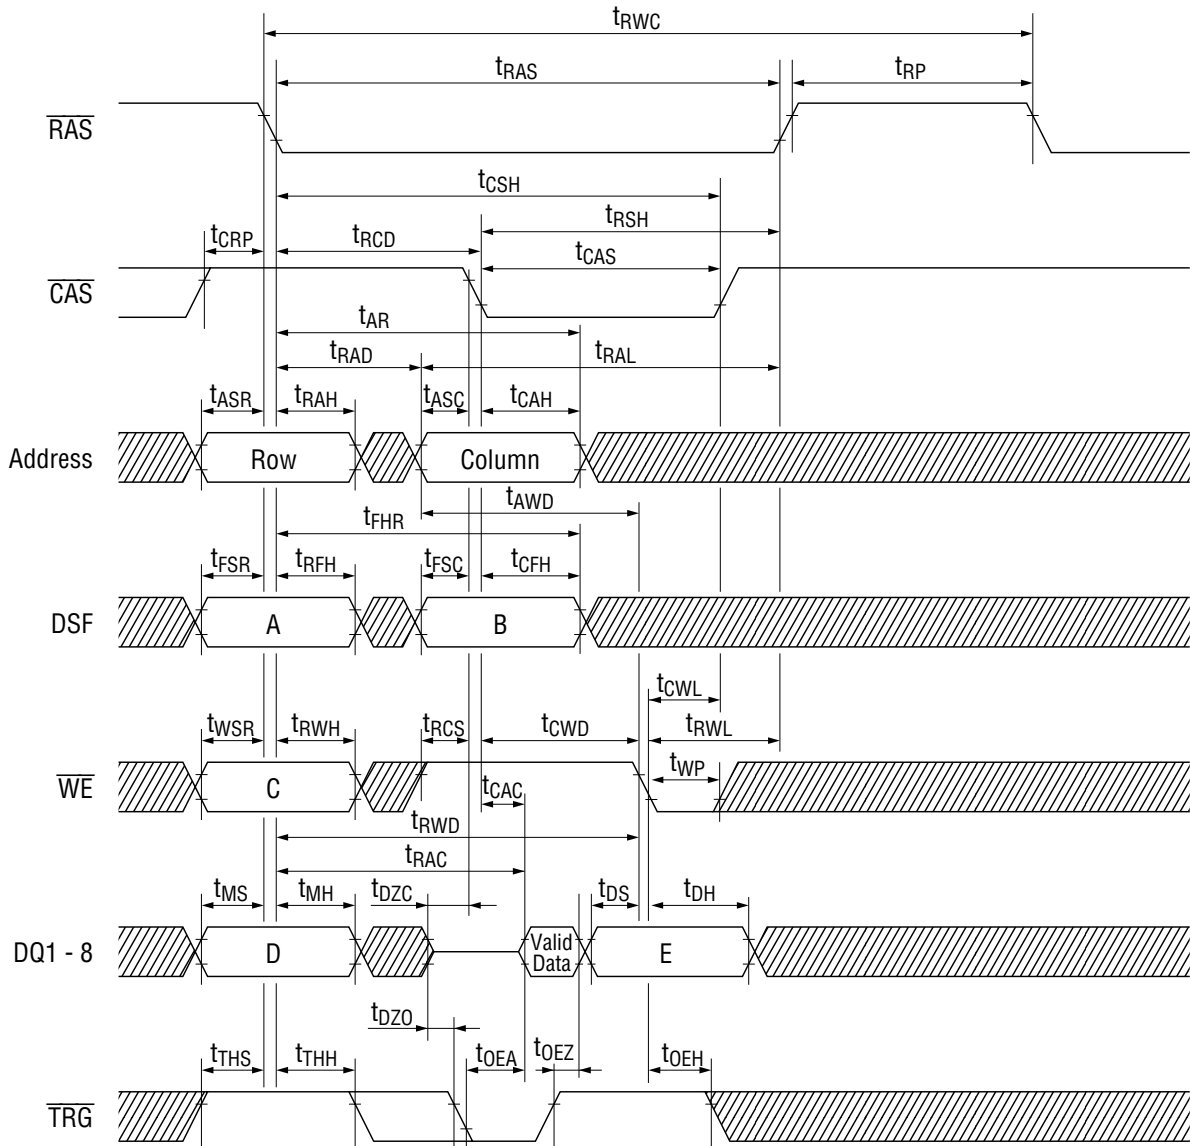 tRWC
tRAS tRP
RAS
tCSH
tRSH
tCRP tRCD tCAS
CAS
tAR
tRAD tRAL
tASR tRAH tASC tCAH
Address Row Column
tAWD
tFHR
tFSR tRFH tFSC tCFH
DSF A B
tCWL
tWSR tRWH tRCS tCWD tRWL
tWP
WE C
tCAC
tRWD
tRAC
tMS tMH tDZC tDS tDH
DQ1 - 8 D Valid Data E
tDZO
tTHS tTHH tOEA tOEZ tOEH
TRG